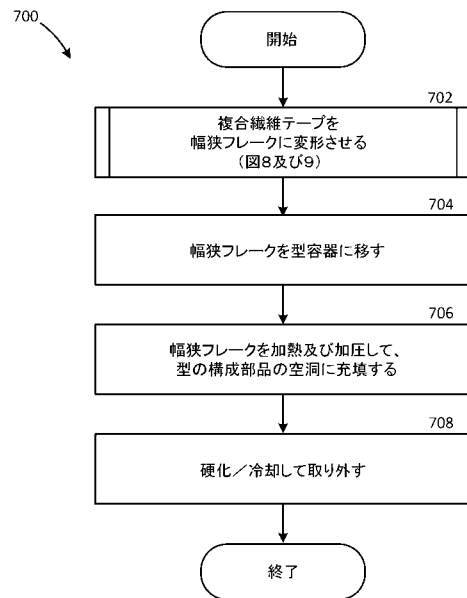 700
開始
702
複合繊維テープを
幅狭フレークに変形させる
(図8及び9)
704
幅狭フレークを型容器に移す
706
幅狭フレークを加熱及び加圧して、
型の構成部品の空洞に充填する
708
硬化／冷却して取り外す
終了